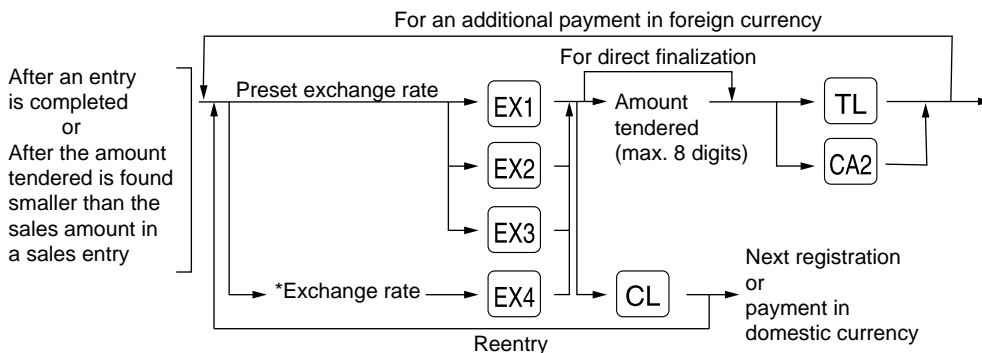 For an additional payment in foreign currency
For direct finalization
After an entry
is completed
or
After the amount
tendered is found
smaller than the
sales amount in
a sales entry
Preset exchange rate
EX1
EX2
EX3
*Exchange rate
EX4
Amount
tendered
(max. 8 digits)
TL
CA2
CL
Next registration
or
payment in
domestic currency
Reentry